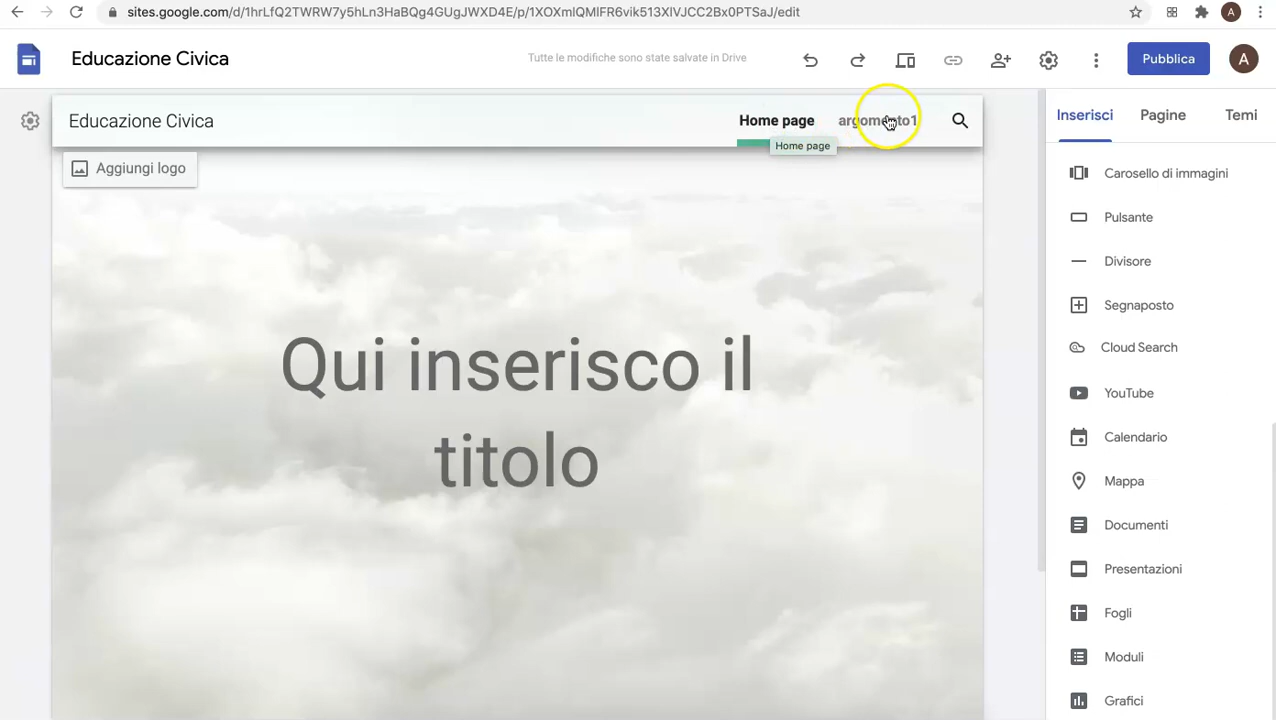 sites.google.com/d/1hrLfQ2TWRW7y5hLn3HaBQg4GUgJWXD4E/p/1XOXmlQMlFR6vik513XlVJCC2Bx0PTSaJ/edit
A
Educazione Civica
Tutte le modifiche sono state salvate in Drive
Pubblica
A
Educazione Civica
Home page
argomento1
Home page
Aggiungi logo
Qui inserisco il
titolo
Inserisci
Pagine
Temi
Carosello di immagini
Pulsante
Divisore
Segnaposto
Cloud Search
YouTube
Calendario
Mappa
Documenti
Presentazioni
Fogli
Moduli
Grafici